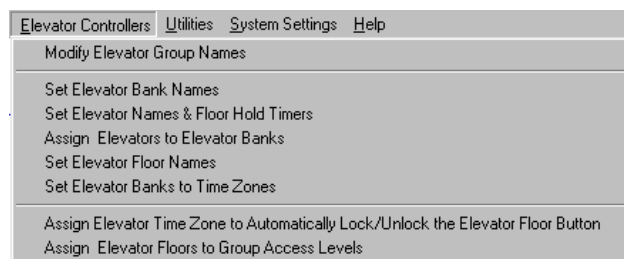 Elevator Controllers Utilities System Settings Help
Modify Elevator Group Names
Set Elevator Bank Names
Set Elevator Names & Floor Hold Timers
Assign Elevators to Elevator Banks
Set Elevator Floor Names
Set Elevator Banks to Time Zones
Assign Elevator Time Zone to Automatically Lock/Unlock the Elevator Floor Button
Assign Elevator Floors to Group Access Levels